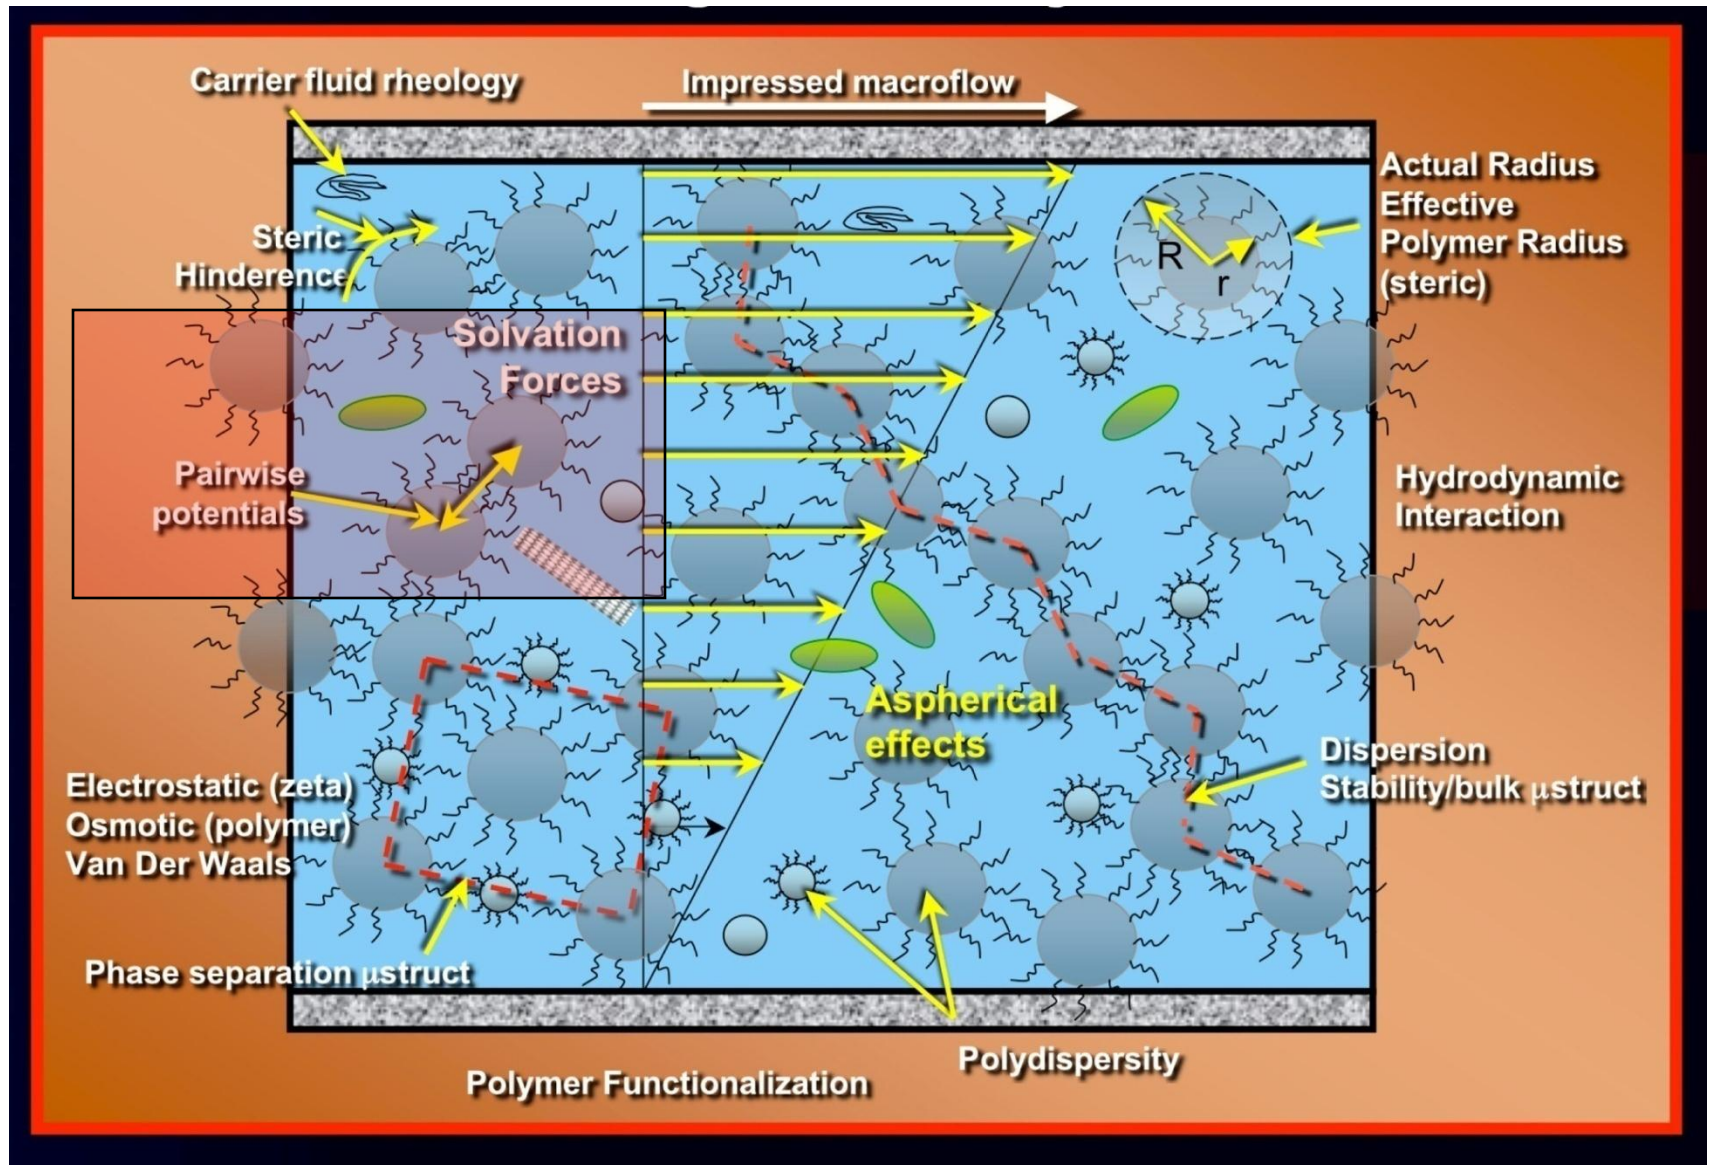 Carrier fluid rheology
Impressed macroflow
Actual Radius
Effective
Polymer Radius
(steric)
Steric
Hinderence
R
r
Solvation
Forces
Pairwise
potentials
Hydrodynamic
Interaction
Aspherical
effects
Dispersion
Stability/bulk μstruct
Electrostatic (zeta)
Osmotic (polymer)
Van Der Waals
Phase separation μstruct
Polydispersity
Polymer Functionalization